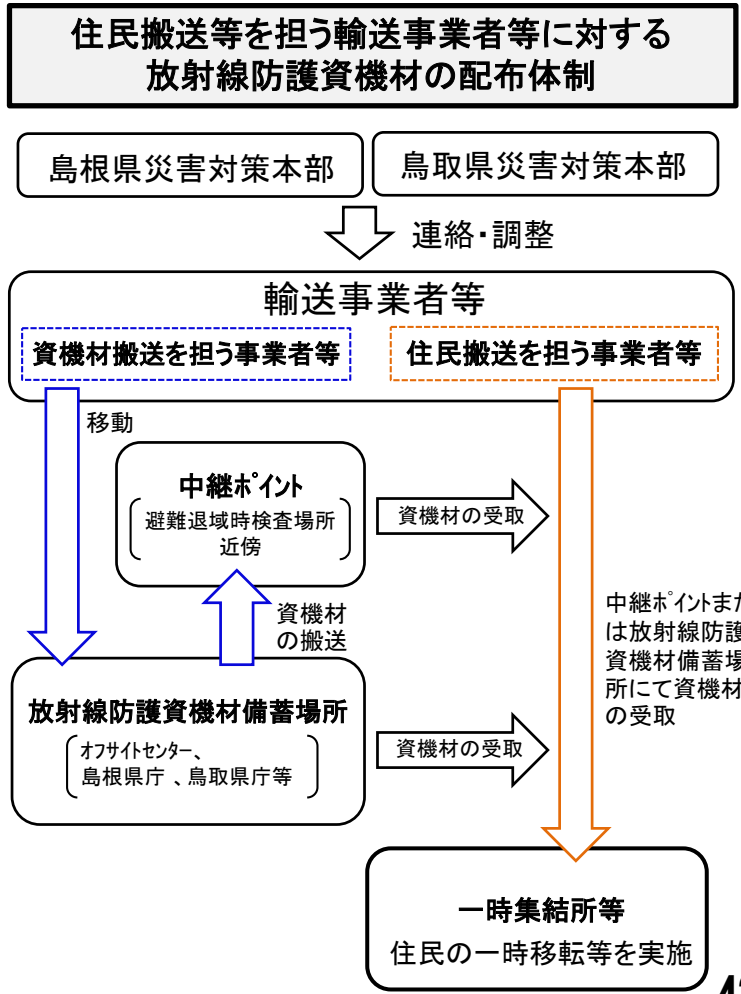 住民搬送等を担う輸送事業者等に対する
放射線防護資機材の配布体制
島根県災害対策本部
鳥取県災害対策本部
連絡・調整
輸送事業者等
資機材搬送を担う事業者等
住民搬送を担う事業者等
移動
中継ﾎﾟｲﾝﾄ
避難退域時検査場所
近傍
資機材の受取
資機材
の搬送
中継ﾎﾟｲﾝﾄまた
は放射線防護
資機材備蓄場
所にて資機材
の受取
放射線防護資機材備蓄場所
ｵﾌｻｲﾄｾﾝﾀｰ、
島根県庁 、鳥取県庁等
資機材の受取
一時集結所等
住民の一時移転等を実施